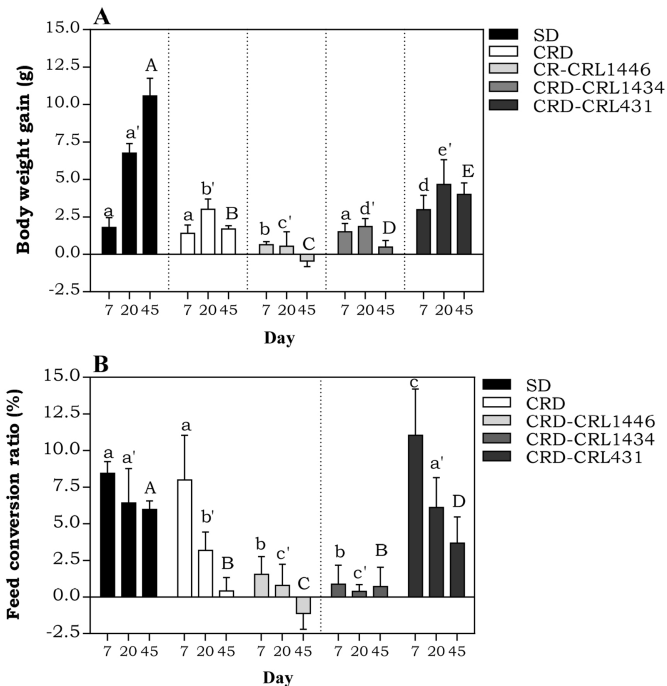 A
Body weight gain (g)
15.0
12.5
10.0
7.5
5.0
2.5
0.0
-2.5
a a' A
a b' B
b c' C
a d' D
d e' E
7 20 45 7 20 45 7 20 45 7 20 45 7 20 45
Day
SD
CRD
CR-CRL1446
CRD-CRL1434
CRD-CRL431
B
Feed conversion ratio (%)
15.0
12.5
10.0
7.5
5.0
2.5
0.0
-2.5
a a' A
a b' B
b c' C
b c' B
c a' D
7 20 45 7 20 45 7 20 45 7 20 45 7 20 45
Day
SD
CRD
CRD-CRL1446
CRD-CRL1434
CRD-CRL431